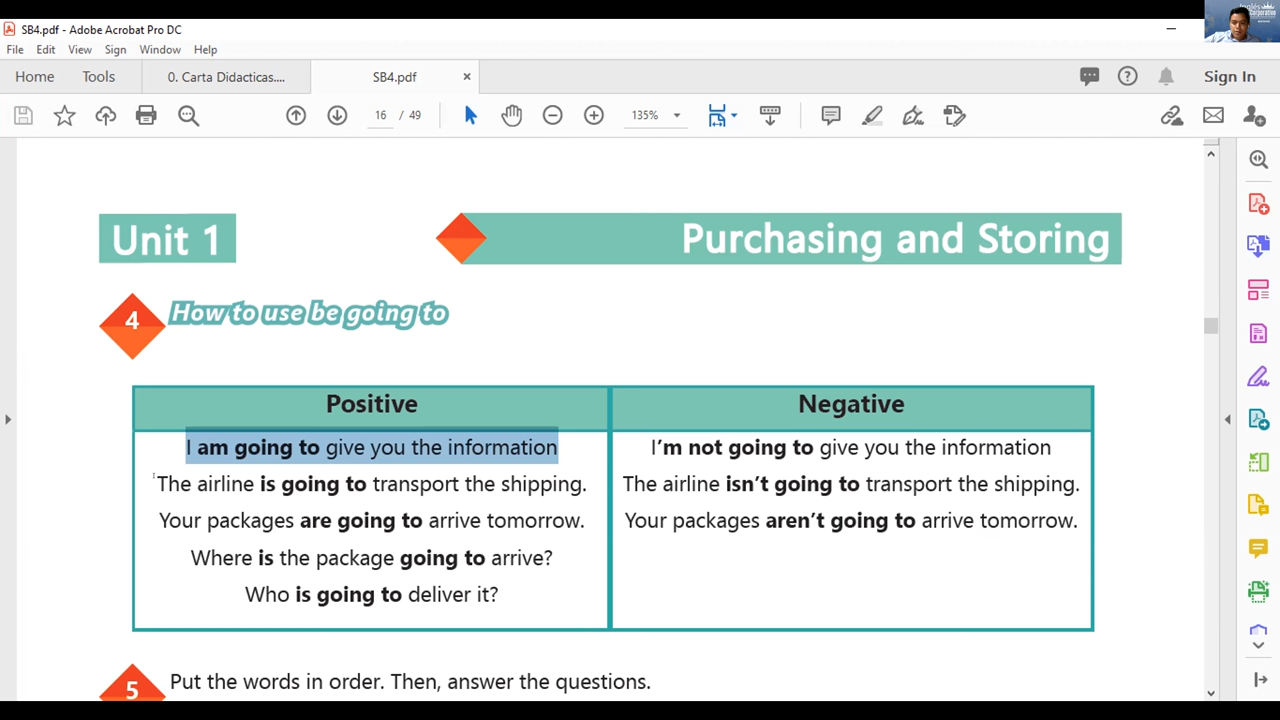 SB4.pdf - Adobe Acrobat Pro DC
File Edit View Sign Window Help
Home Tools 0. Carta Didacticas.... SB4.pdf × Sign In
16 / 49 135%
Unit 1 Purchasing and Storing
4 How to use be going to
Positive Negative
I am going to give you the information I'm not going to give you the information
The airline is going to transport the shipping. The airline isn't going to transport the shipping.
Your packages are going to arrive tomorrow. Your packages aren't going to arrive tomorrow.
Where is the package going to arrive?
Who is going to deliver it?
5 Put the words in order. Then, answer the questions.